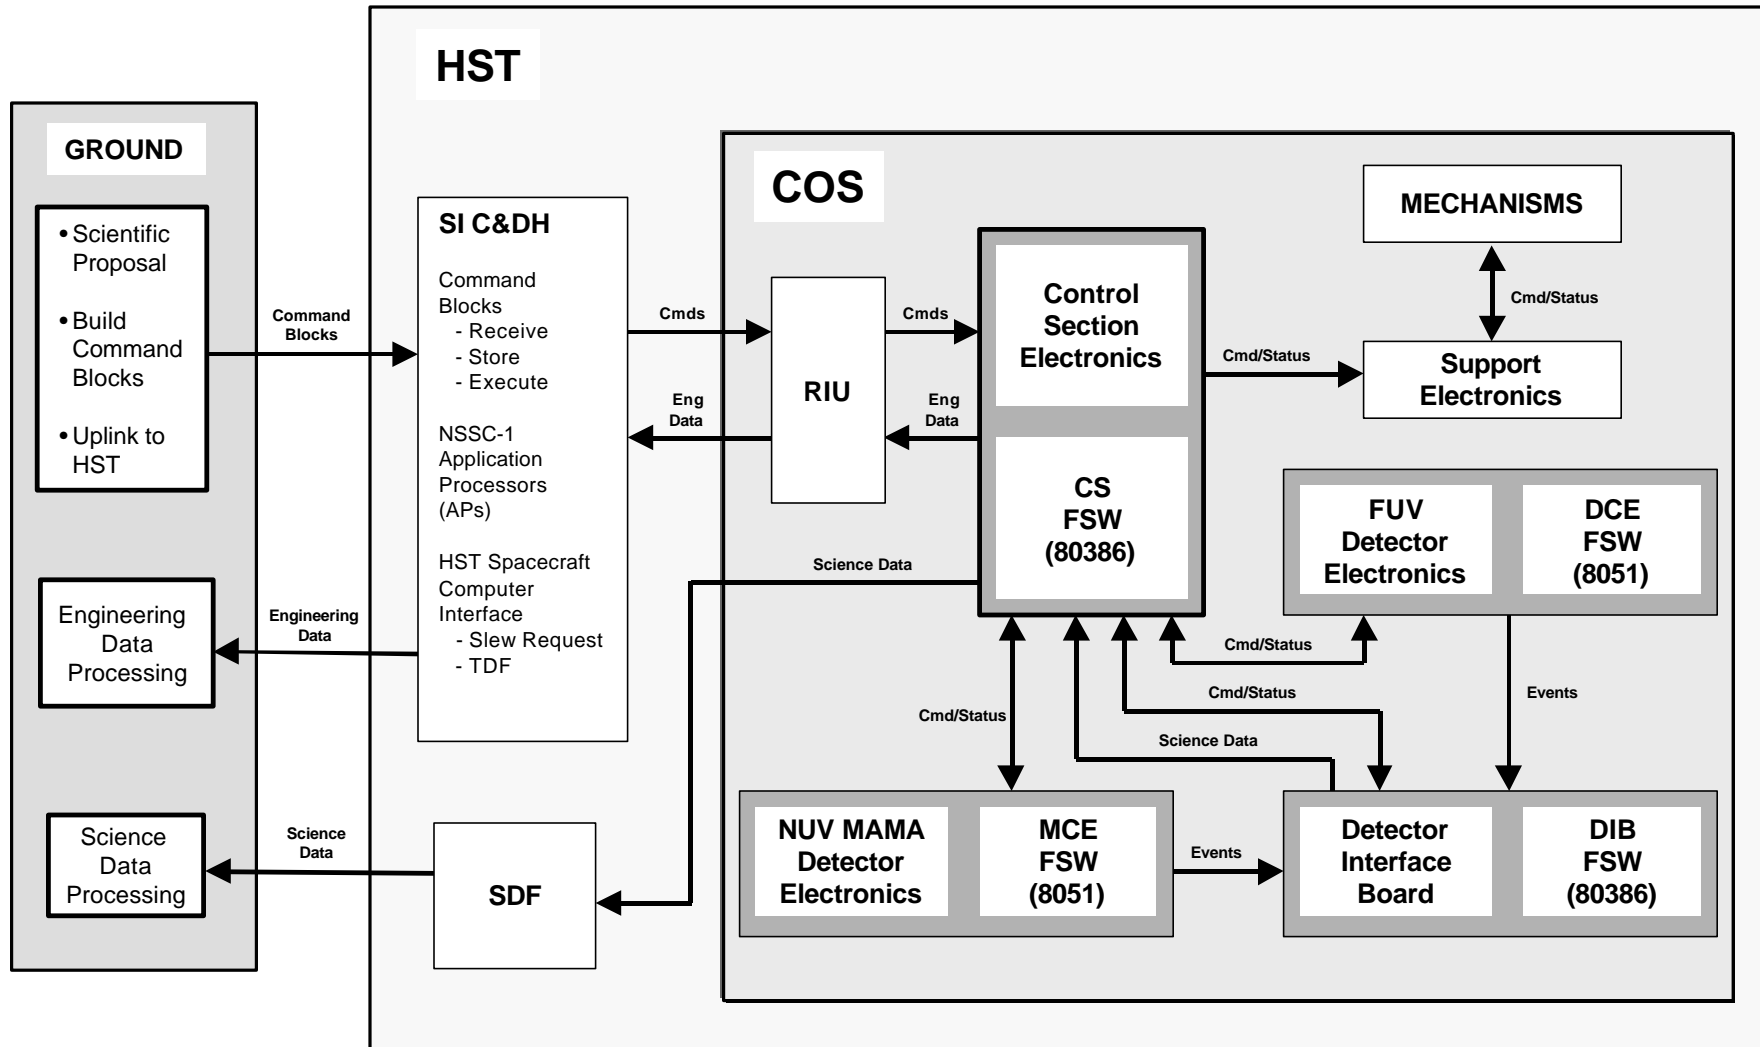 HST
GROUND
• Scientific
Proposal
• Build
Command
Blocks
• Uplink to
HST
Command
Blocks
Engineering
Data
Processing
Engineering
Data
Science
Data
Processing
Science
Data
SI C&DH
Command
Blocks
- Receive
- Store
- Execute
NSSC-1
Application
Processors
(APs)
HST Spacecraft
Computer
Interface
- Slew Request
- TDF
SDF
Cmds
Eng
Data
COS
RIU
Cmds
Eng
Data
Science Data
Control
Section
Electronics
CS
FSW
(80386)
Cmd/Status
MECHANISMS
Cmd/Status
Support
Electronics
FUV
Detector
Electronics
DCE
FSW
(8051)
Cmd/Status
Cmd/Status
Cmd/Status
Science Data
Events
NUV MAMA
Detector
Electronics
MCE
FSW
(8051)
Events
Detector
Interface
Board
DIB
FSW
(80386)